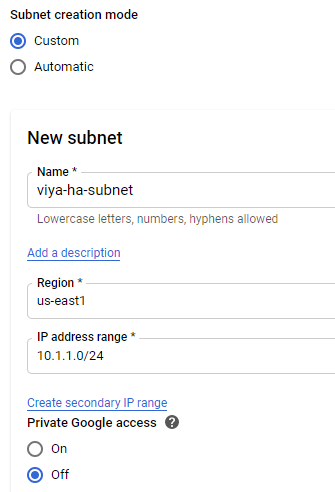 Subnet creation mode
Custom
Automatic
New subnet
Name *
viya-ha-subnet
Lowercase letters, numbers, hyphens allowed
Add a description
Region *
us-east1
IP address range *
10.1.1.0/24
Create secondary IP range
Private Google access ?
On
Off